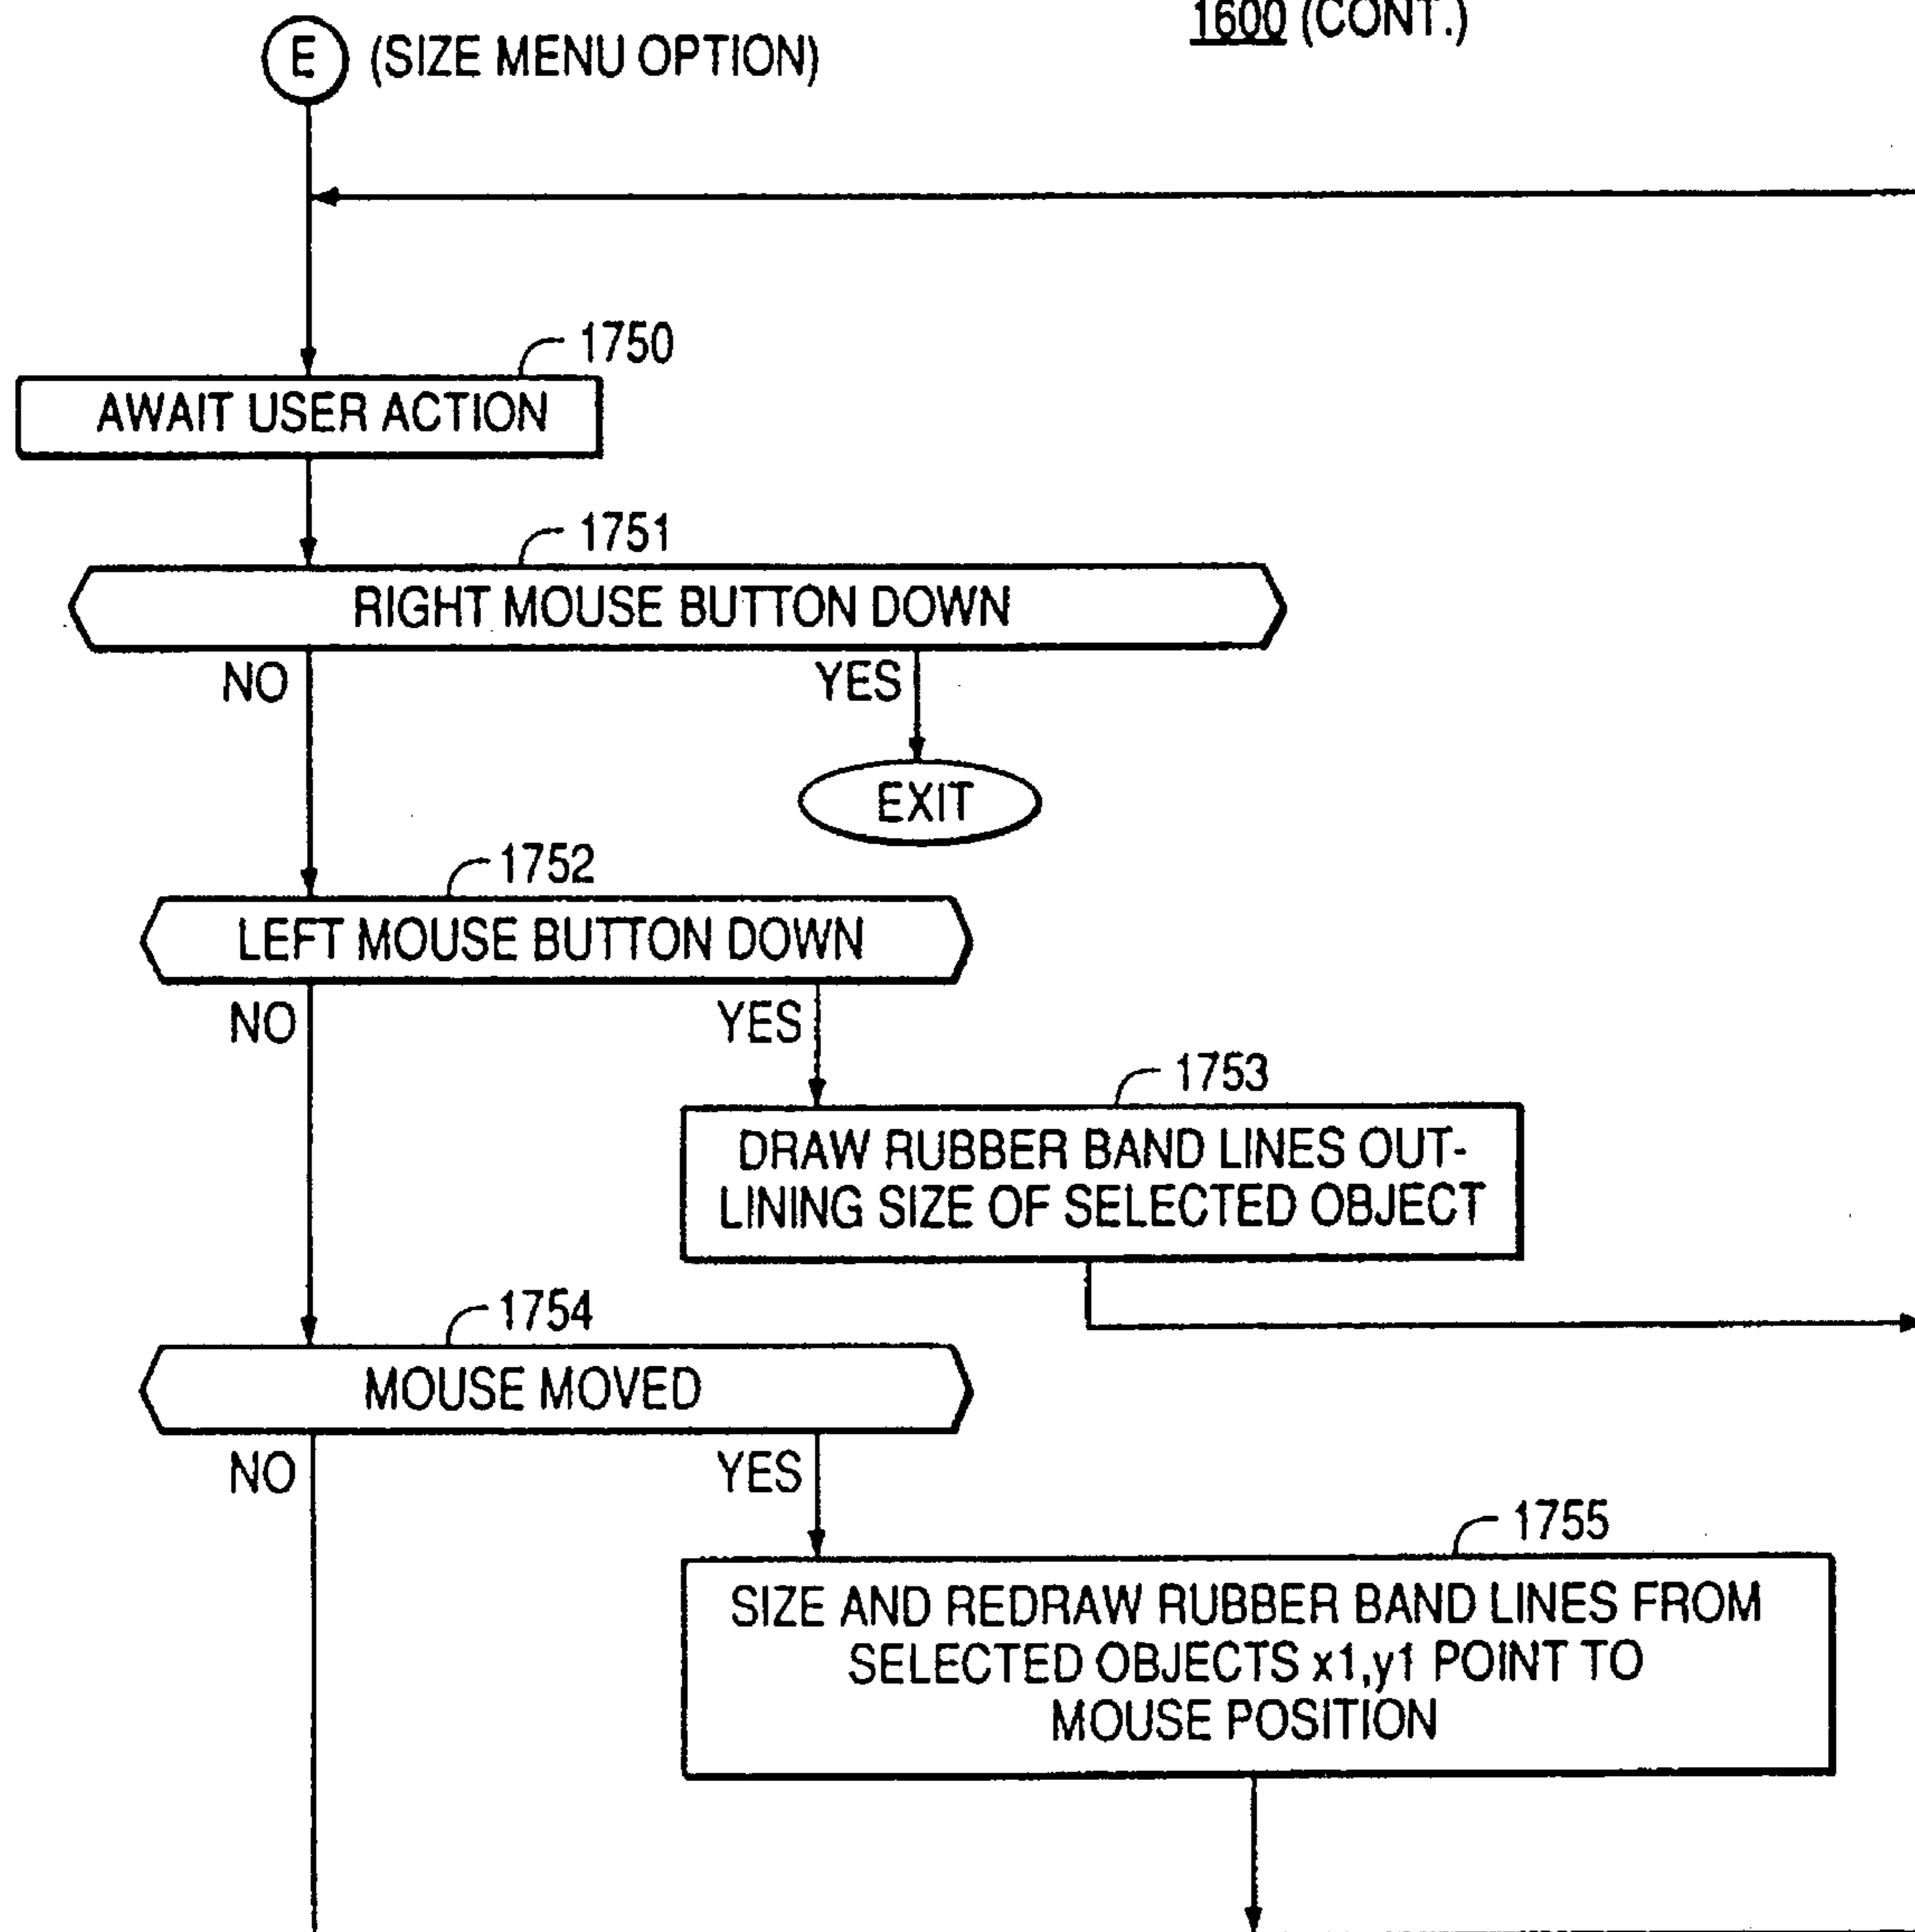 1600 (CONT.)
E (SIZE MENU OPTION)
1750
AWAIT USER ACTION
1751
RIGHT MOUSE BUTTON DOWN
NO
YES
EXIT
1752
LEFT MOUSE BUTTON DOWN
NO
YES
1753
DRAW RUBBER BAND LINES OUT-
LINING SIZE OF SELECTED OBJECT
1754
MOUSE MOVED
NO
YES
1755
SIZE AND REDRAW RUBBER BAND LINES FROM
SELECTED OBJECTS x1,y1 POINT TO
MOUSE POSITION